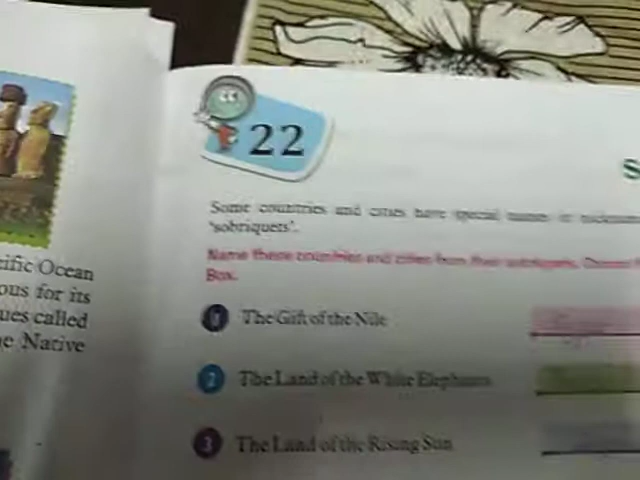 cific Ocean
ous for its
ues called
e Native
22
S
Some countries and cities have special names or
'sobriquets'.
Name these countries and cities from their sobriquets. Choose
Box.
1 The Gift of the Nile
2 The Land of the White Elephants
3 The Land of the Rising Sun